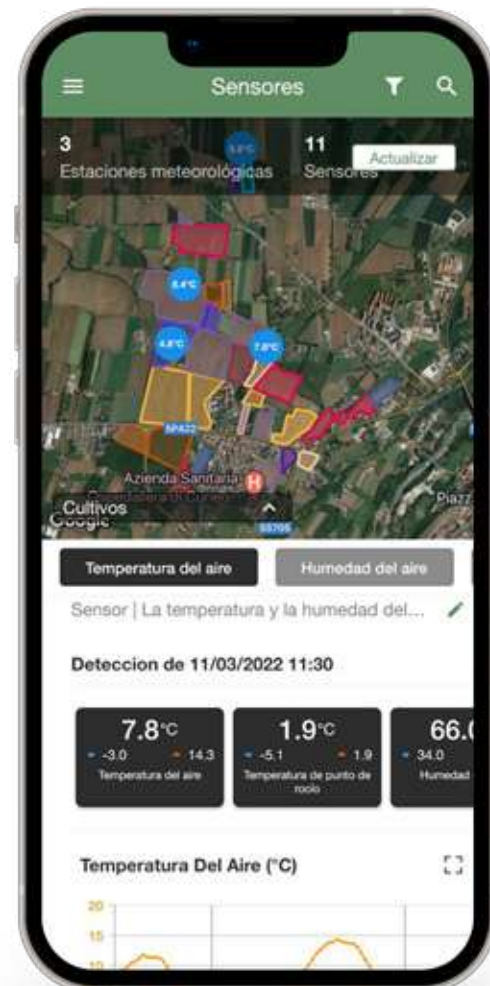 Sensores
3
Estaciones meteorológicas
11
Sensores
Actualizar
8.4°C
4.8°C
7.8°C
SP422
Azienda Sanitaria
H
Piazz
Cultivos
Google
SS705
Temperatura del aire
Humedad del aire
Sensor | La temperatura y la humedad del...
Deteccion de 11/03/2022 11:30
7.8°C
-3.0 14.3
Temperatura del aire
1.9°C
-5.1 1.9
Temperatura de punto de
rocío
66.0
34.0
Humedad
Temperatura Del Aire (°C)
20
15
10